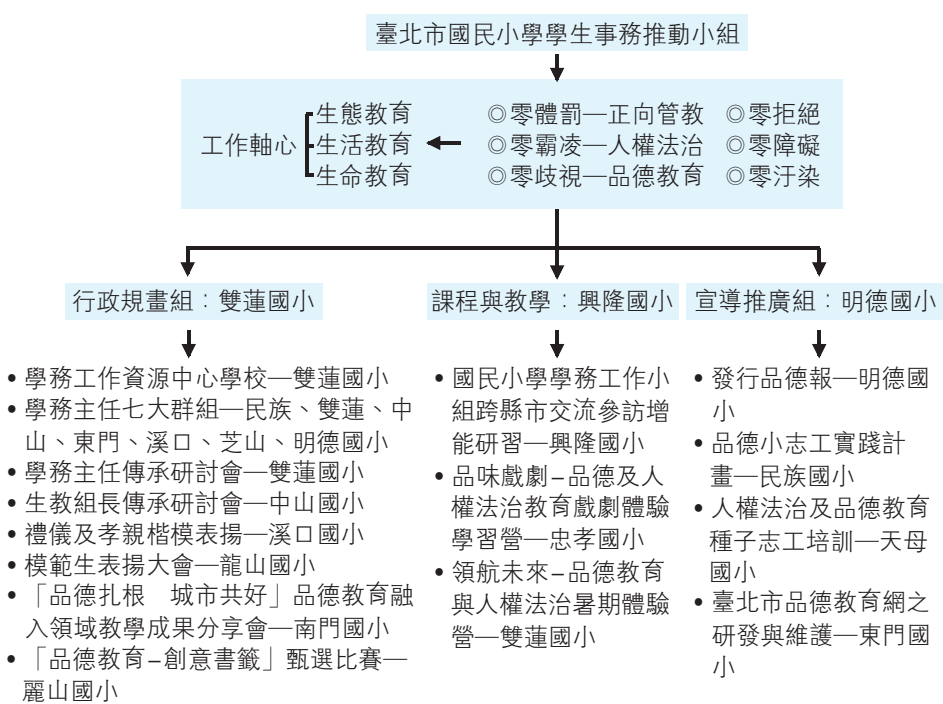 臺北市國民小學學生事務推動小組
工作軸心
生態教育
生活教育
生命教育
◎零體罰—正向管教 ◎零拒絕
◎零霸凌—人權法治 ◎零障礙
◎零歧視—品德教育 ◎零汙染
行政規畫組：雙蓮國小
• 學務工作資源中心學校—雙蓮國小
• 學務主任七大群組—民族、雙蓮、中
山、東門、溪口、芝山、明德國小
• 學務主任傳承研討會—雙蓮國小
• 生教組長傳承研討會—中山國小
• 禮儀及孝親楷模表揚—溪口國小
• 模範生表揚大會—龍山國小
• 「品德扎根　城市共好」品德教育融
入領域教學成果分享會—南門國小
• 「品德教育–創意書籤」甄選比賽—
麗山國小
課程與教學：興隆國小
• 國民小學學務工作小
組跨縣市交流參訪增
能研習—興隆國小
• 品味戲劇–品德及人
權法治教育戲劇體驗
學習營—忠孝國小
• 領航未來–品德教育
與人權法治暑期體驗
營—雙蓮國小
宣導推廣組：明德國小
• 發行品德報—明德國
小
• 品德小志工實踐計
畫—民族國小
• 人權法治及品德教育
種子志工培訓—天母
國小
• 臺北市品德教育網之
研發與維護—東門國
小